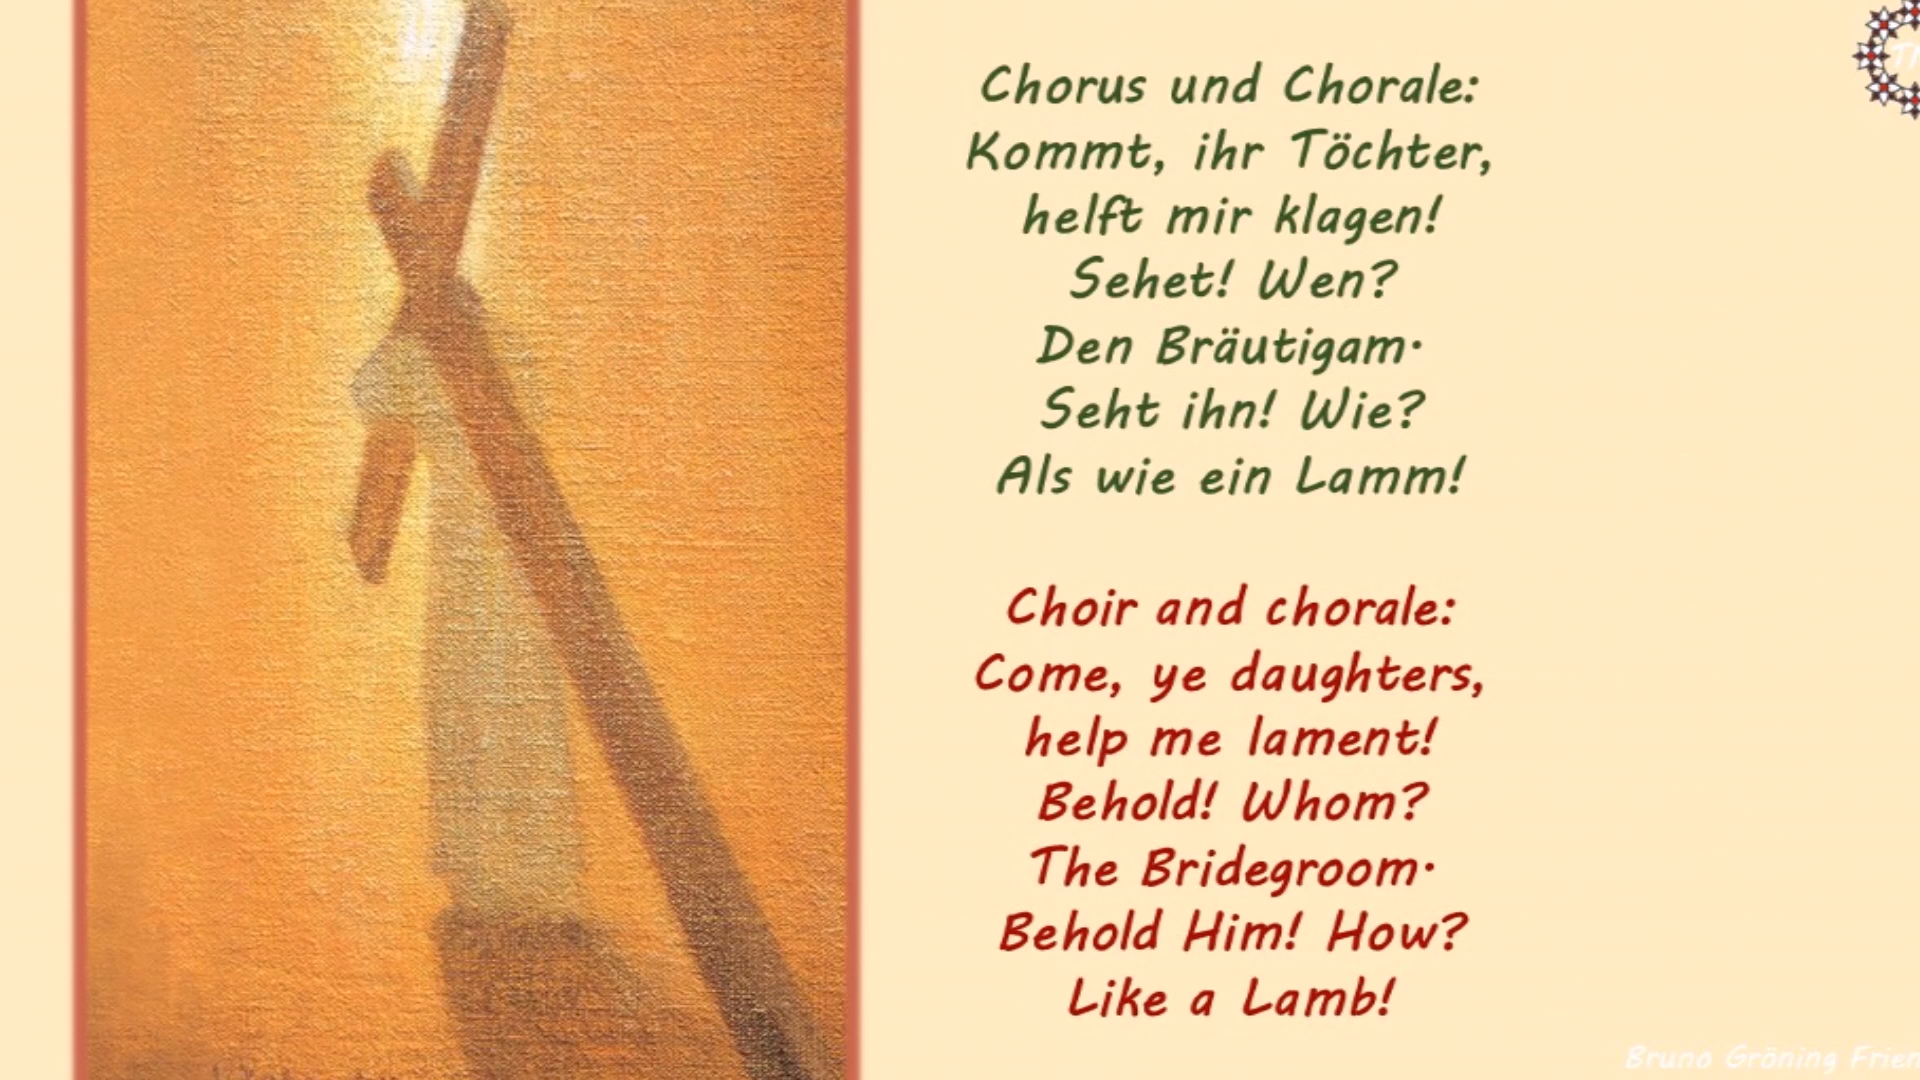 Chorus und Chorale:
Kommt, ihr Töchter,
helft mir klagen!
Sehet! Wen?
Den Bräutigam·
Seht ihn! Wie?
Als wie ein Lamm!
Choir and chorale:
Come, ye daughters,
help me lament!
Behold! Whom?
The Bridegroom·
Behold Him! How?
Like a Lamb!
Bruno Gröning